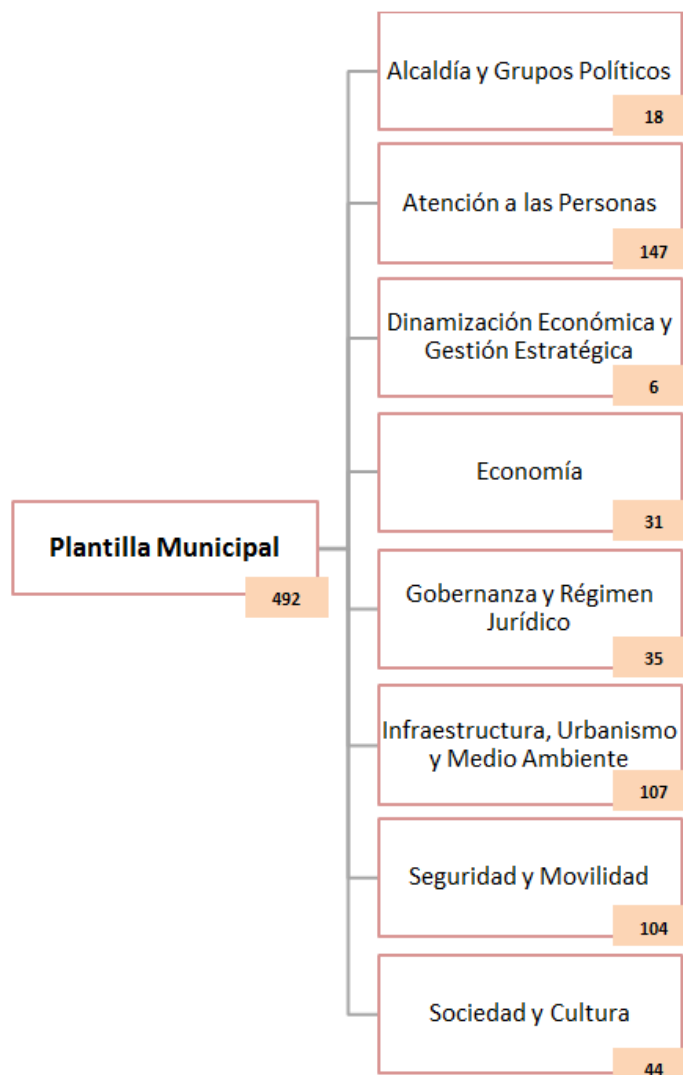 Alcaldía y Grupos Políticos
18
Atención a las Personas
147
Dinamización Económica y
Gestión Estratégica
6
Economía
31
Plantilla Municipal
492
Gobernanza y Régimen
Jurídico
35
Infraestructura, Urbanismo
y Medio Ambiente
107
Seguridad y Movilidad
104
Sociedad y Cultura
44